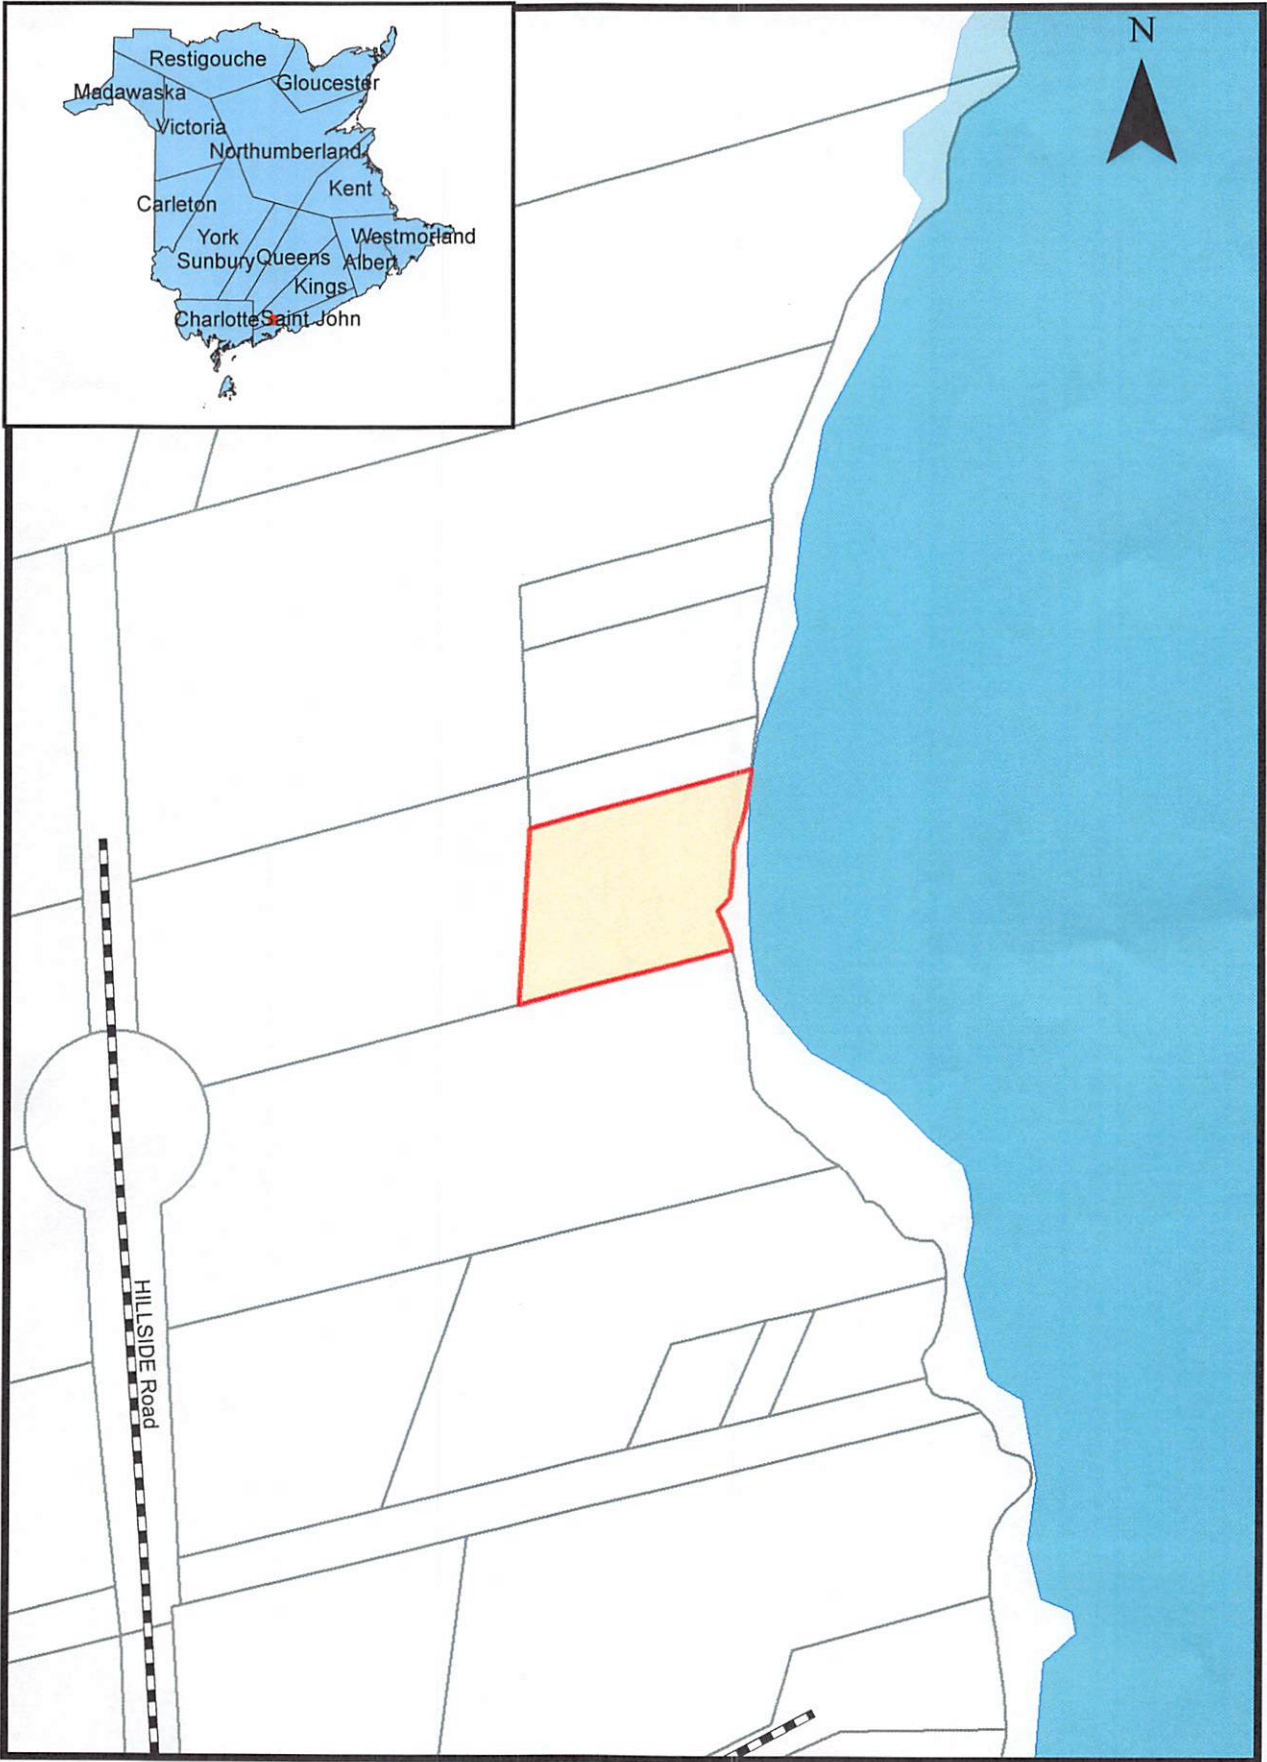 Restigouche
Gloucester
Madawaska
Victoria
Northumberland
Kent
Carleton
York
Westmorland
Sunbury
Queens
Albert
Kings
Charlotte
Saint John
N
HILLSIDE Road